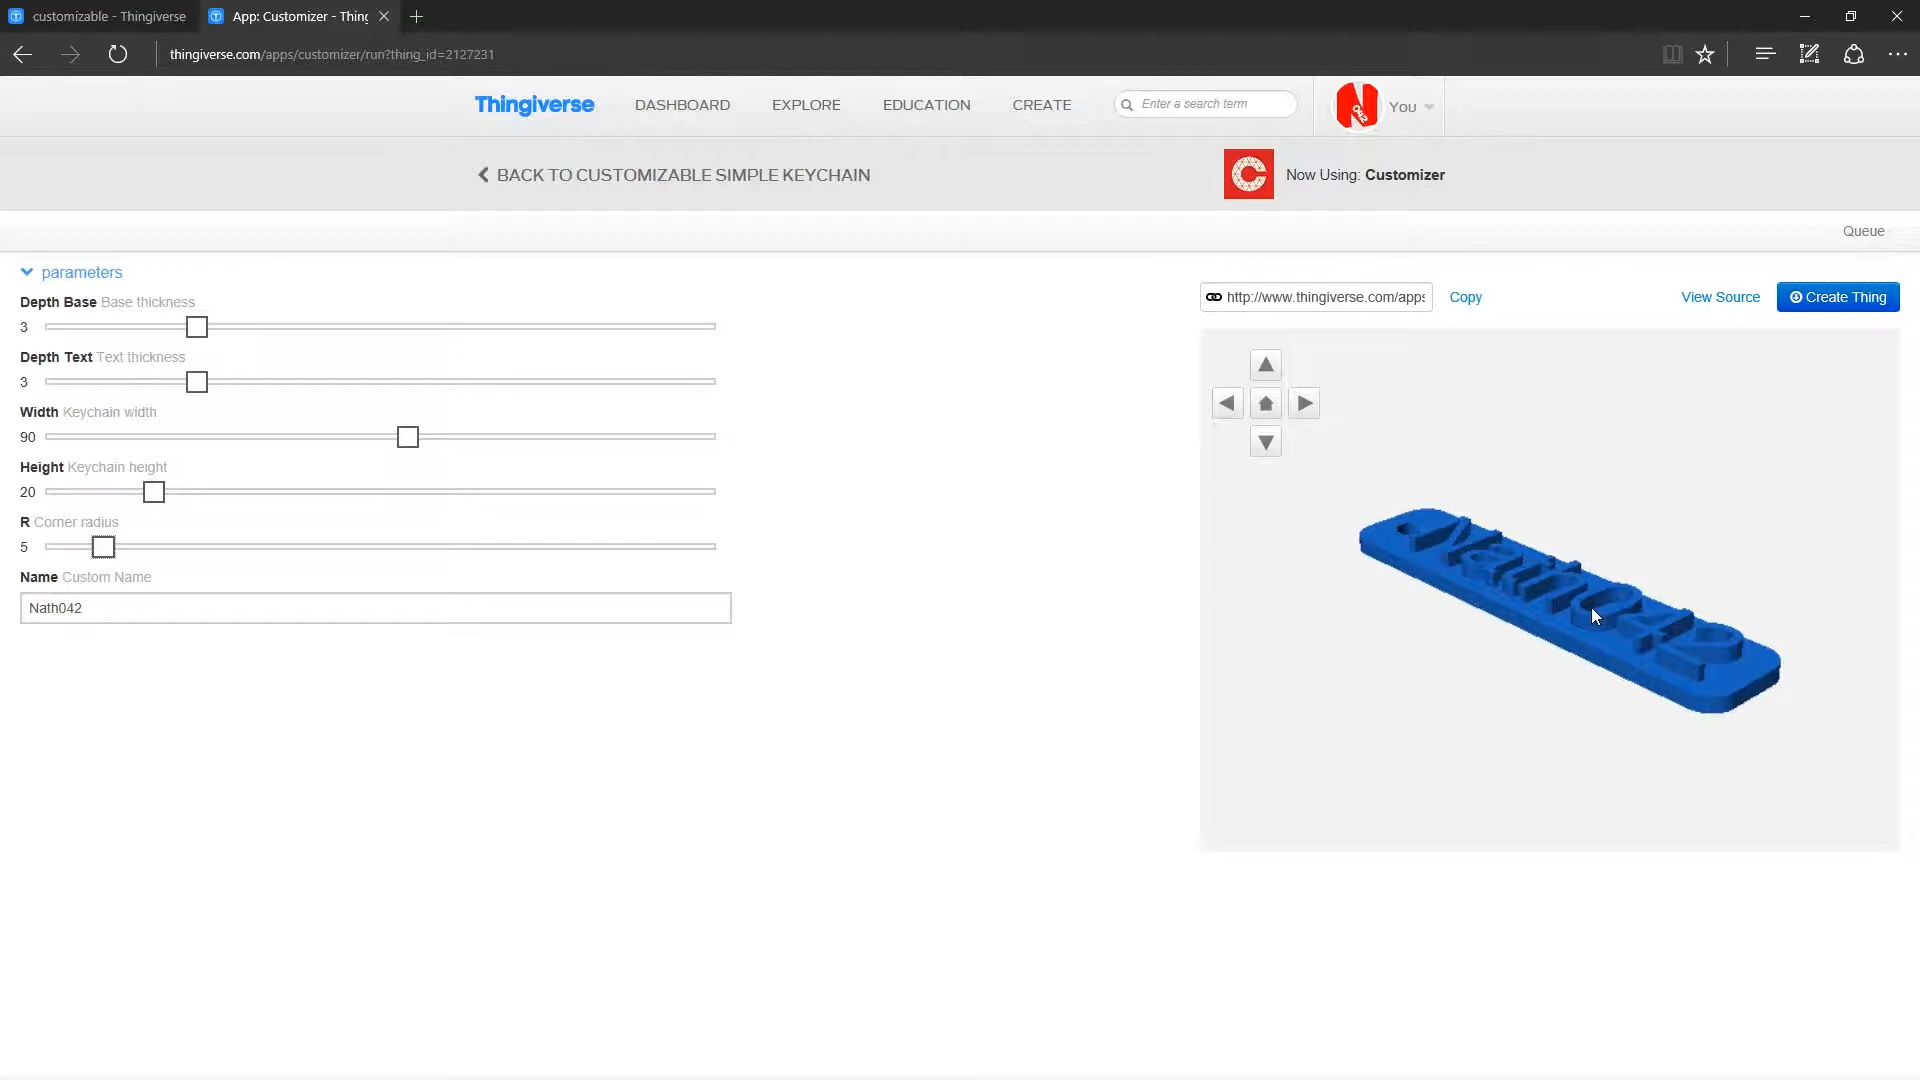 customizable - Thingiverse
App: Customizer - Thing
thingiverse.com/apps/customizer/run?thing_id=2127231
Thingiverse
DASHBOARD
EXPLORE
EDUCATION
CREATE
Enter a search term
N
042
You
BACK TO CUSTOMIZABLE SIMPLE KEYCHAIN
C
Now Using: Customizer
Queue
parameters
Depth Base Base thickness
3
Depth Text Text thickness
3
Width Keychain width
90
Height Keychain height
20
R Corner radius
5
Name Custom Name
Nath042
http://www.thingiverse.com/apps
Copy
View Source
Create Thing
Nath042